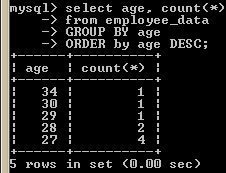 mysql> select age, count(*)
    -> from employee_data
    -> GROUP BY age
    -> ORDER by age DESC;
+------+----------+
| age  | count(*) |
+------+----------+
|   34 |        1 |
|   30 |        1 |
|   29 |        1 |
|   28 |        2 |
|   27 |        4 |
+------+----------+
5 rows in set (0.00 sec)